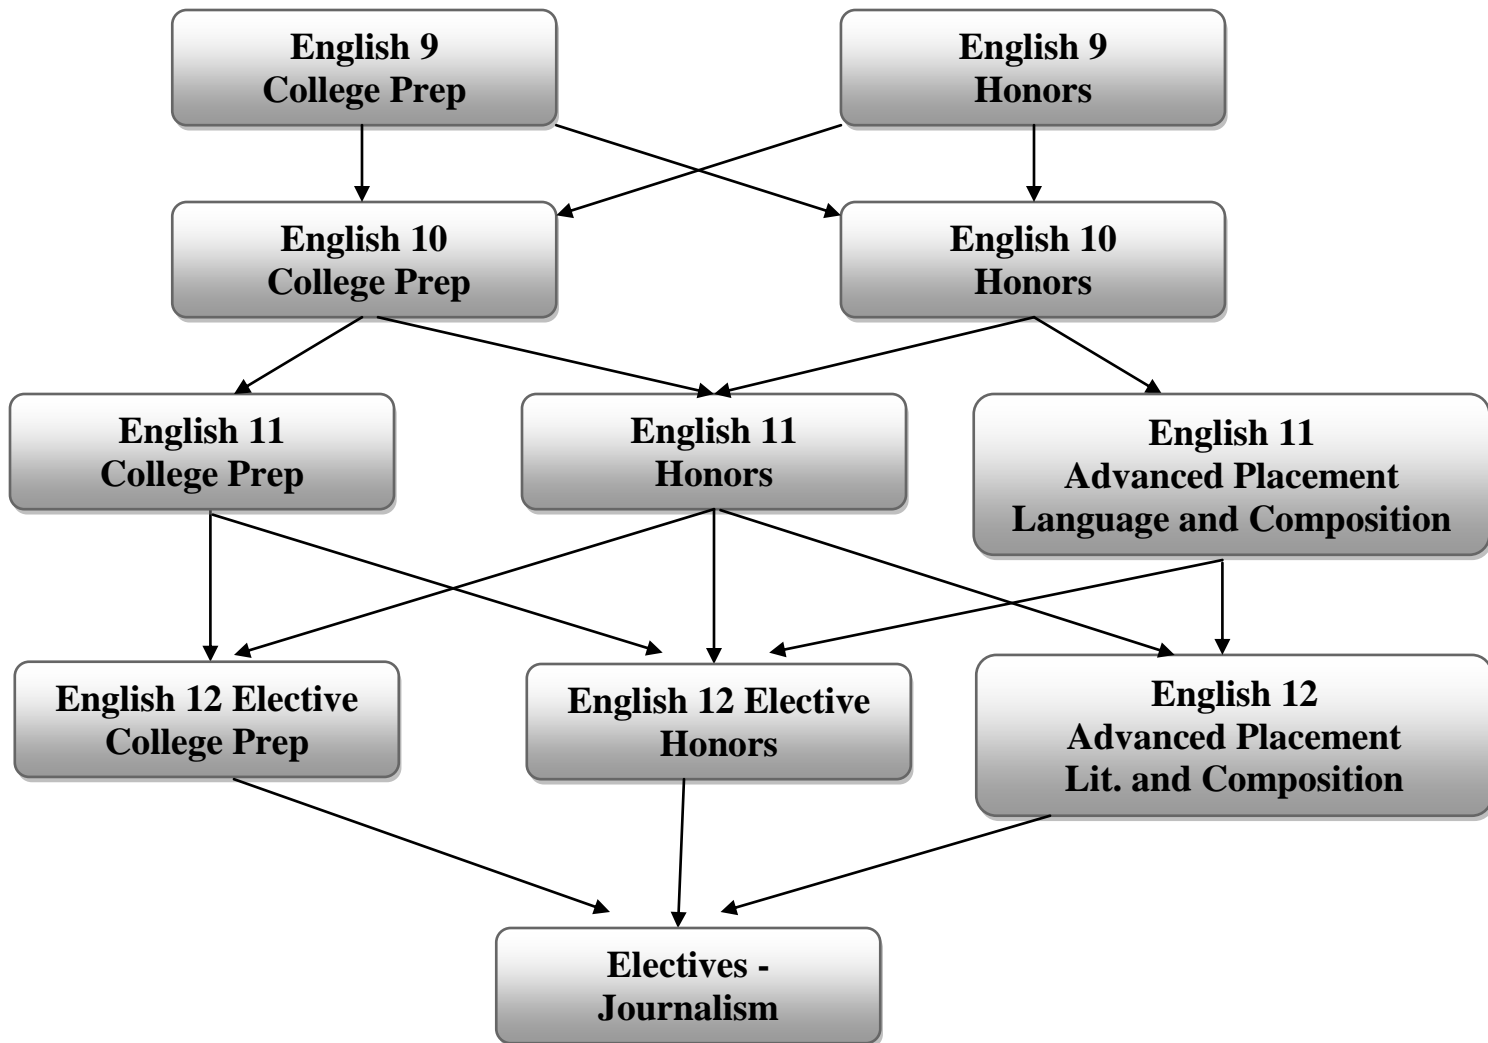 English 9
College Prep
English 9
Honors
English 10
College Prep
English 10
Honors
English 11
College Prep
English 11
Honors
English 11
Advanced Placement
Language and Composition
English 12 Elective
College Prep
English 12 Elective
Honors
English 12
Advanced Placement
Lit. and Composition
Electives -
Journalism